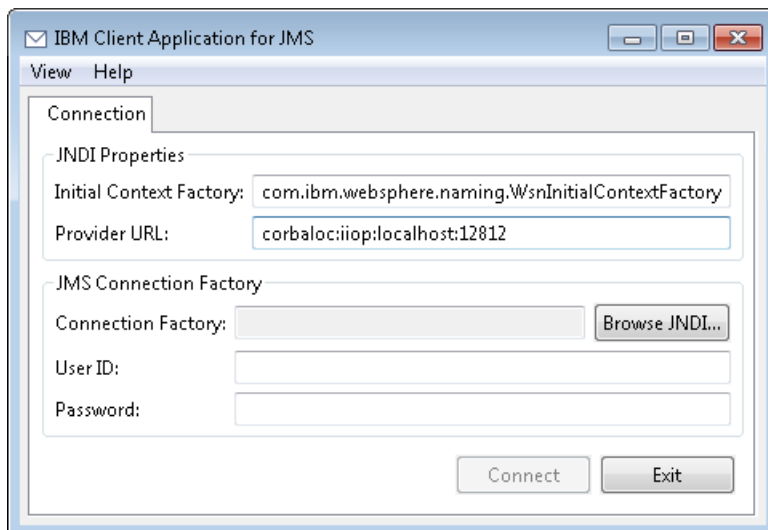 IBM Client Application for JMS
View Help
Connection
JNDI Properties
Initial Context Factory: com.ibm.websphere.naming.WsnInitialContextFactory
Provider URL: corbaloc:iiop:localhost:12812
JMS Connection Factory
Connection Factory: Browse JNDI...
User ID:
Password:
Connect Exit